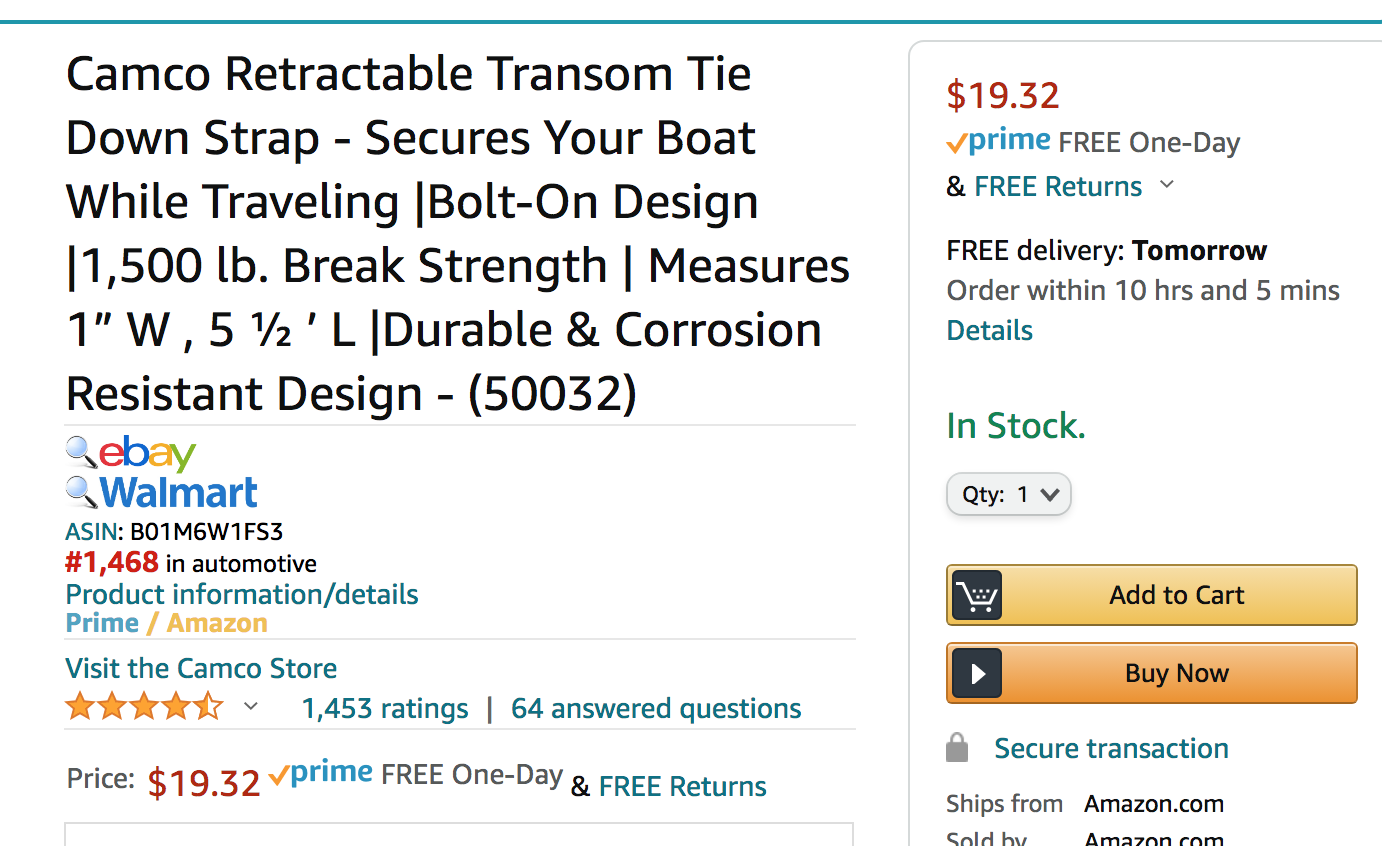 Camco Retractable Transom Tie
Down Strap - Secures Your Boat
While Traveling |Bolt-On Design
|1,500 lb. Break Strength | Measures
1” W , 5 ½ ’ L |Durable & Corrosion
Resistant Design - (50032)
ebay
Walmart
ASIN: B01M6W1FS3
#1,468 in automotive
Product information/details
Prime / Amazon
Visit the Camco Store
1,453 ratings | 64 answered questions
Price: $19.32 prime FREE One-Day & FREE Returns
$19.32
prime FREE One-Day
& FREE Returns
FREE delivery: Tomorrow
Order within 10 hrs and 5 mins
Details
In Stock.
Qty: 1
Add to Cart
Buy Now
Secure transaction
Ships from Amazon.com
Sold by Amazon.com